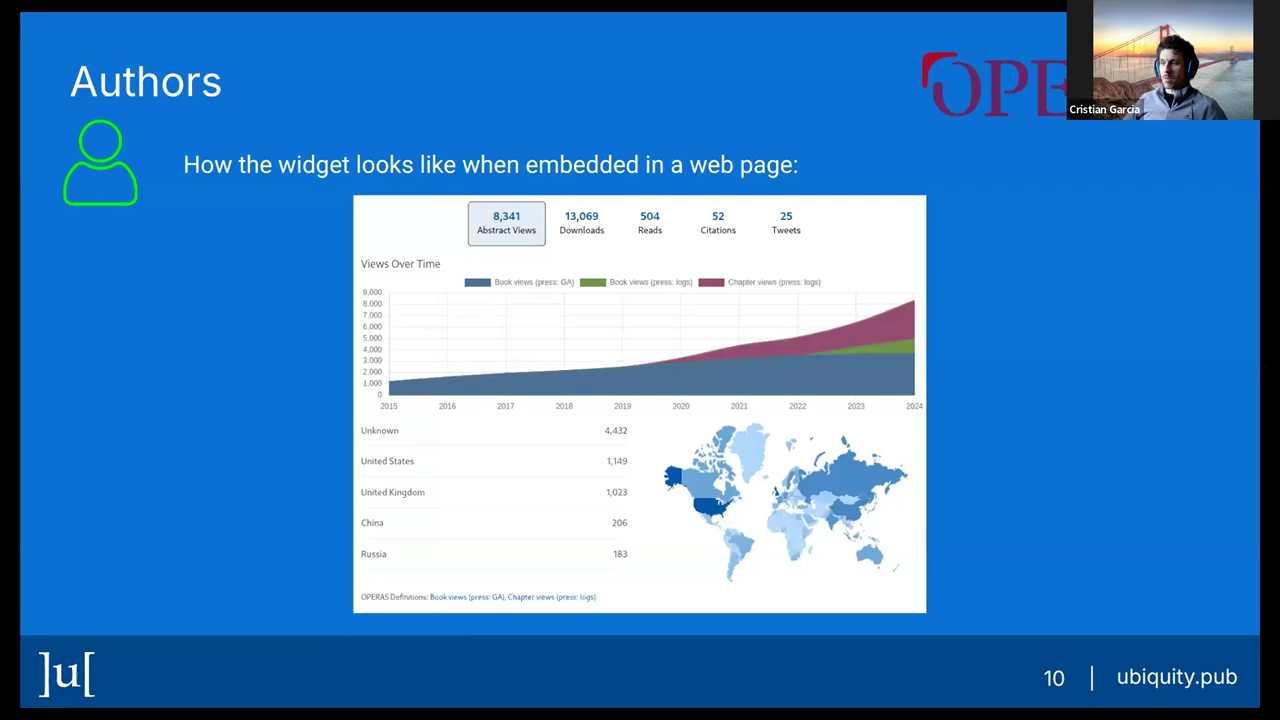 Authors
OPE
Cristian Garcia
How the widget looks like when embedded in a web page:
8,341 13,069 504 52 25
Abstract Views Downloads Reads Citations Tweets
Views Over Time
Book views (press: GA) Book views (press: logs) Chapter views (press: logs)
9,000
8,000
7,000
6,000
5,000
4,000
3,000
2,000
1,000
0
2015 2016 2017 2018 2019 2020 2021 2022 2023 2024
Unknown 4,432
United States 1,149
United Kingdom 1,023
China 206
Russia 183
OPERAS Definitions: Book views (press: GA), Chapter views (press: logs)
]u[
10 | ubiquity.pub